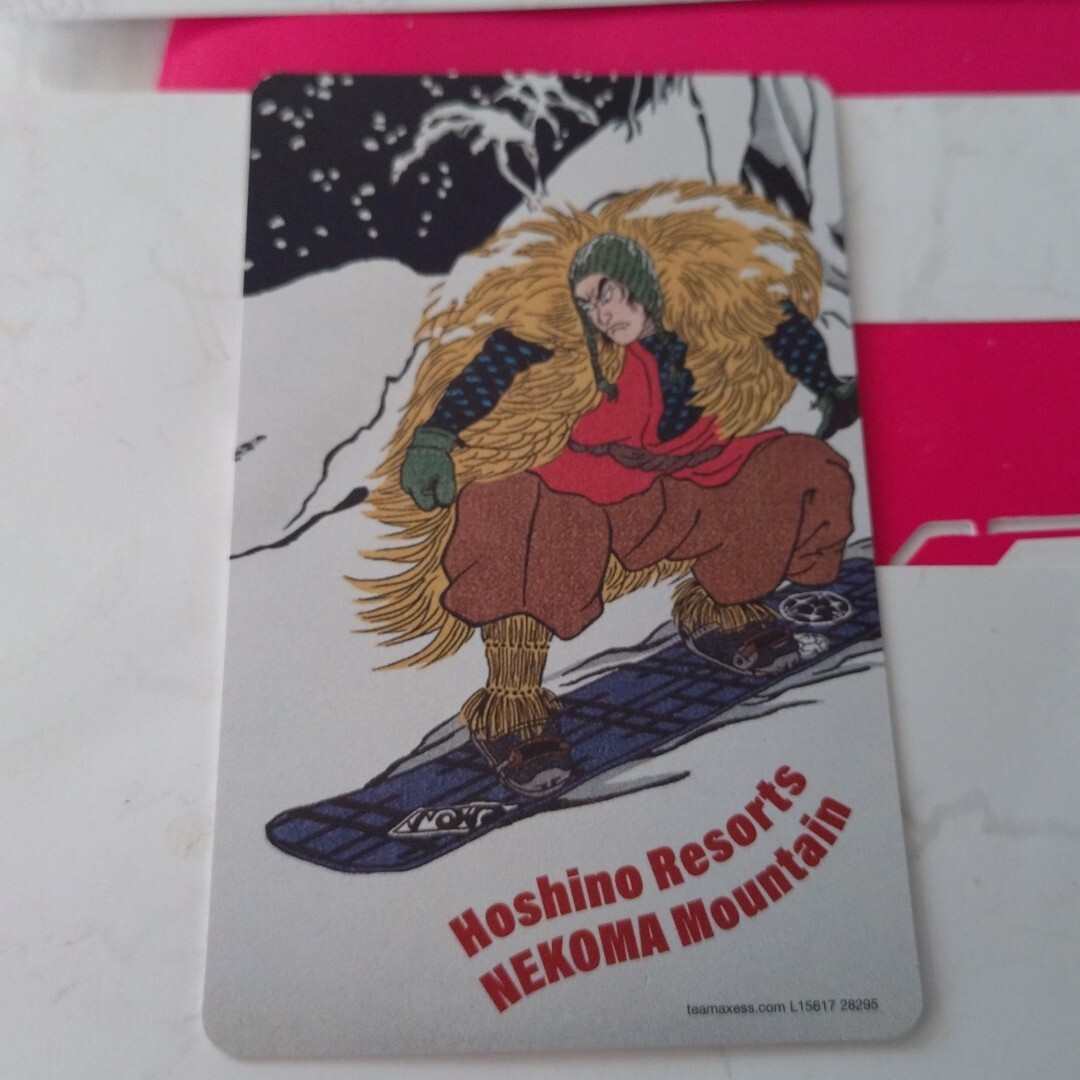 Hoshino Resorts
NEKOMA Mountain
teamaxess.com L15617 28295